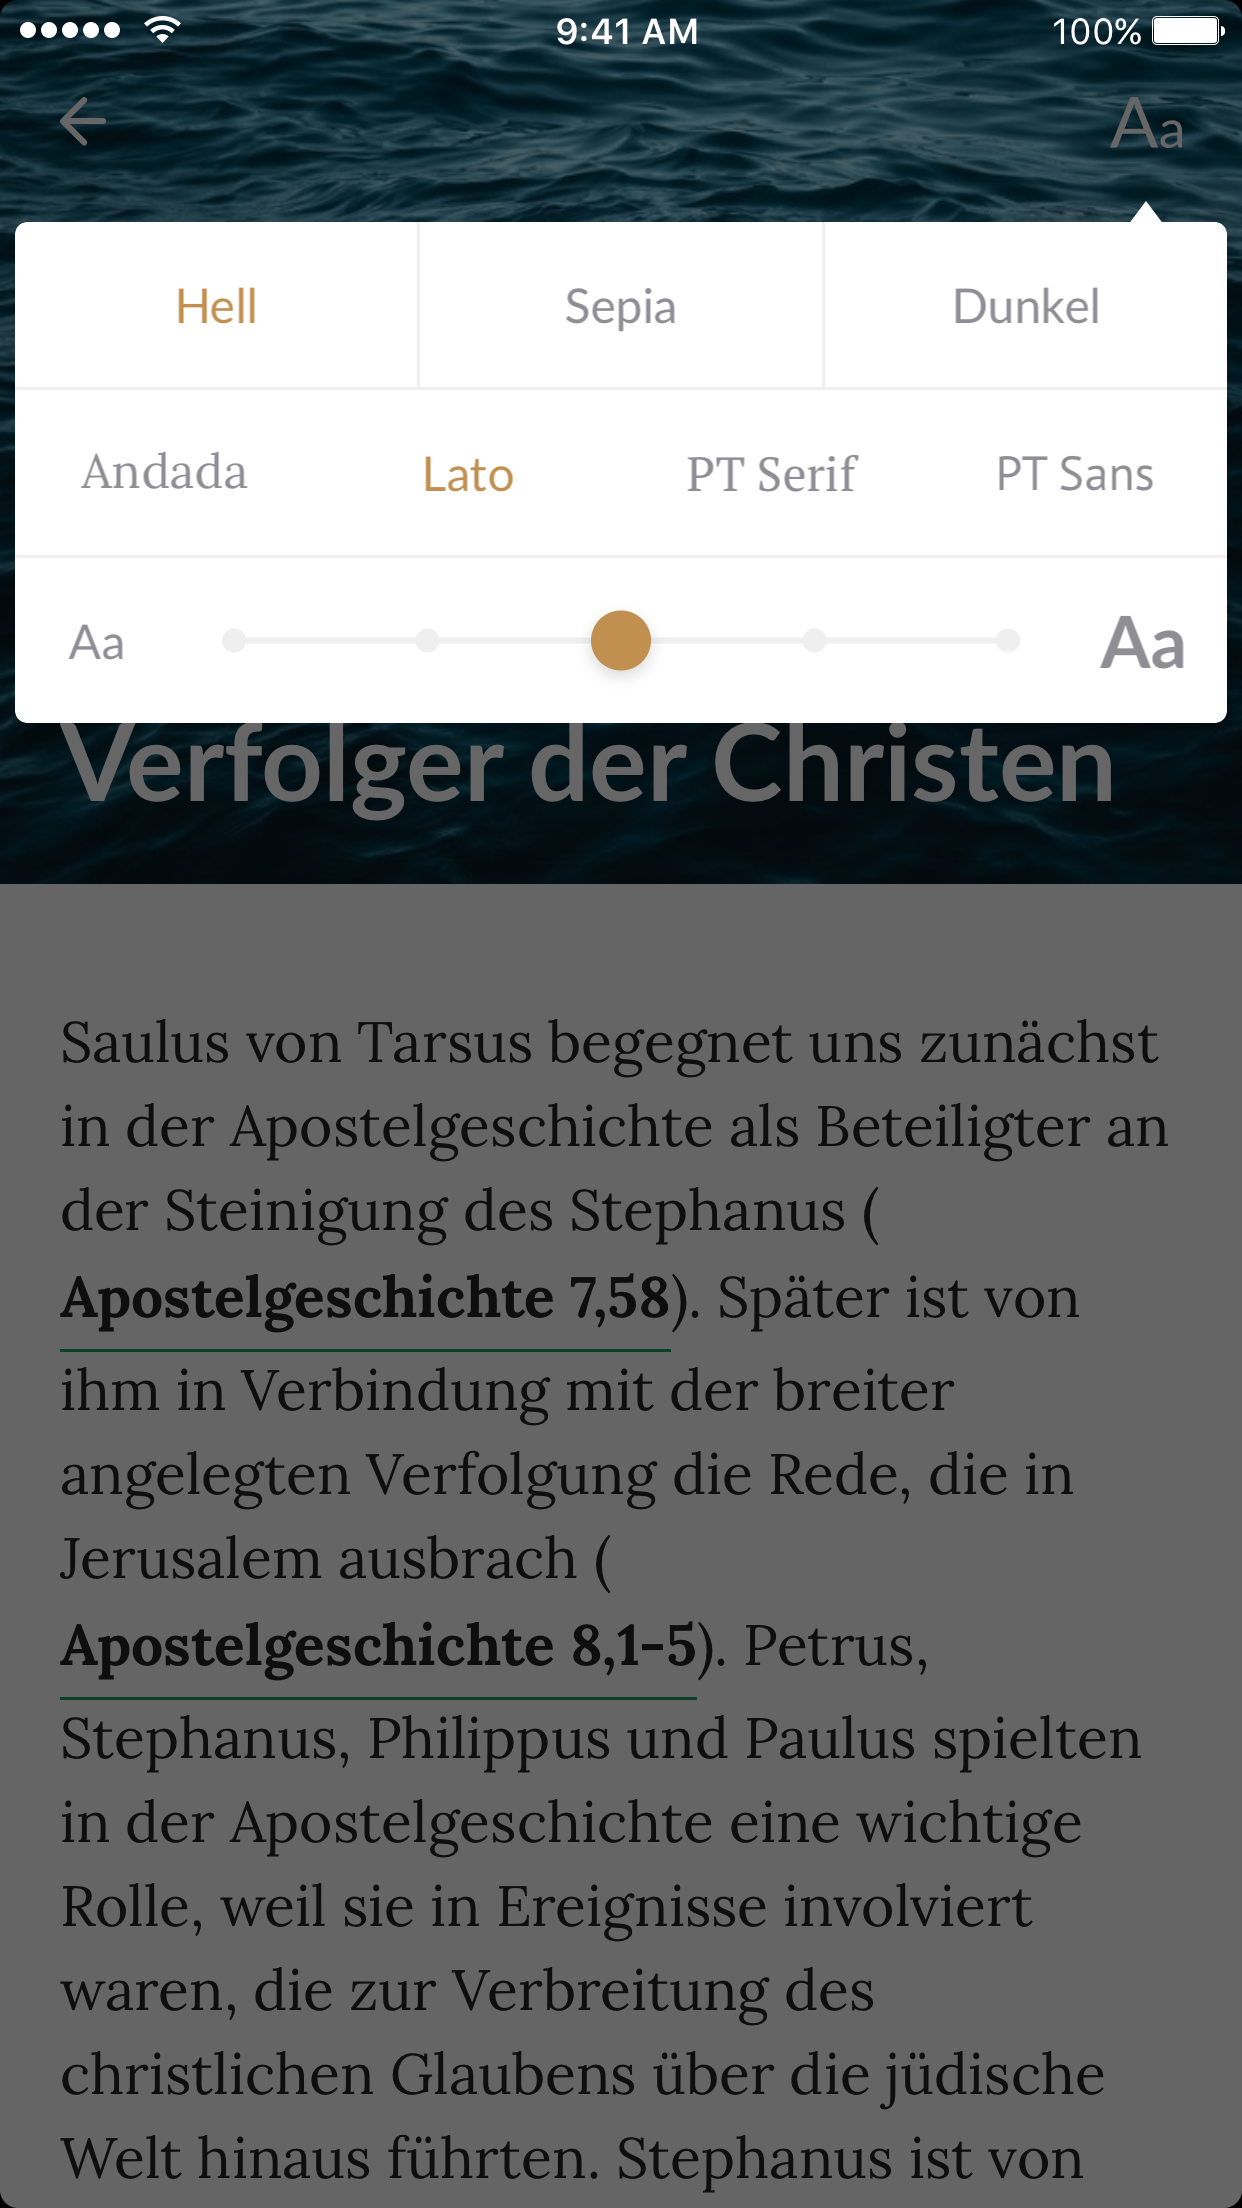 9:41 AM 100%
Aa
Hell Sepia Dunkel
Andada Lato PT Serif PT Sans
Aa Aa
Verfolger der Christen
Saulus von Tarsus begegnet uns zunächst
in der Apostelgeschichte als Beteiligter an
der Steinigung des Stephanus (
Apostelgeschichte 7,58). Später ist von
ihm in Verbindung mit der breiter
angelegten Verfolgung die Rede, die in
Jerusalem ausbrach (
Apostelgeschichte 8,1-5). Petrus,
Stephanus, Philippus und Paulus spielten
in der Apostelgeschichte eine wichtige
Rolle, weil sie in Ereignisse involviert
waren, die zur Verbreitung des
christlichen Glaubens über die jüdische
Welt hinaus führten. Stephanus ist von